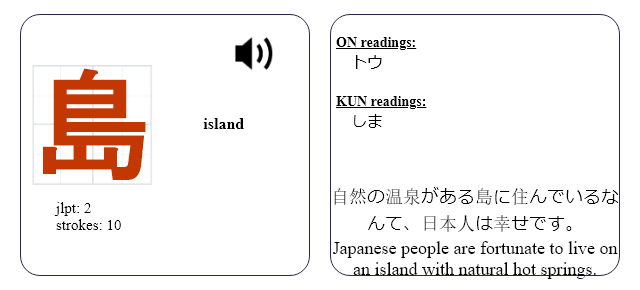 島
island
jlpt: 2
strokes: 10
ON readings:
トウ
KUN readings:
しま
自然の温泉がある島に住んでいるな
んて、日本人は幸せです。
Japanese people are fortunate to live on
an island with natural hot springs.